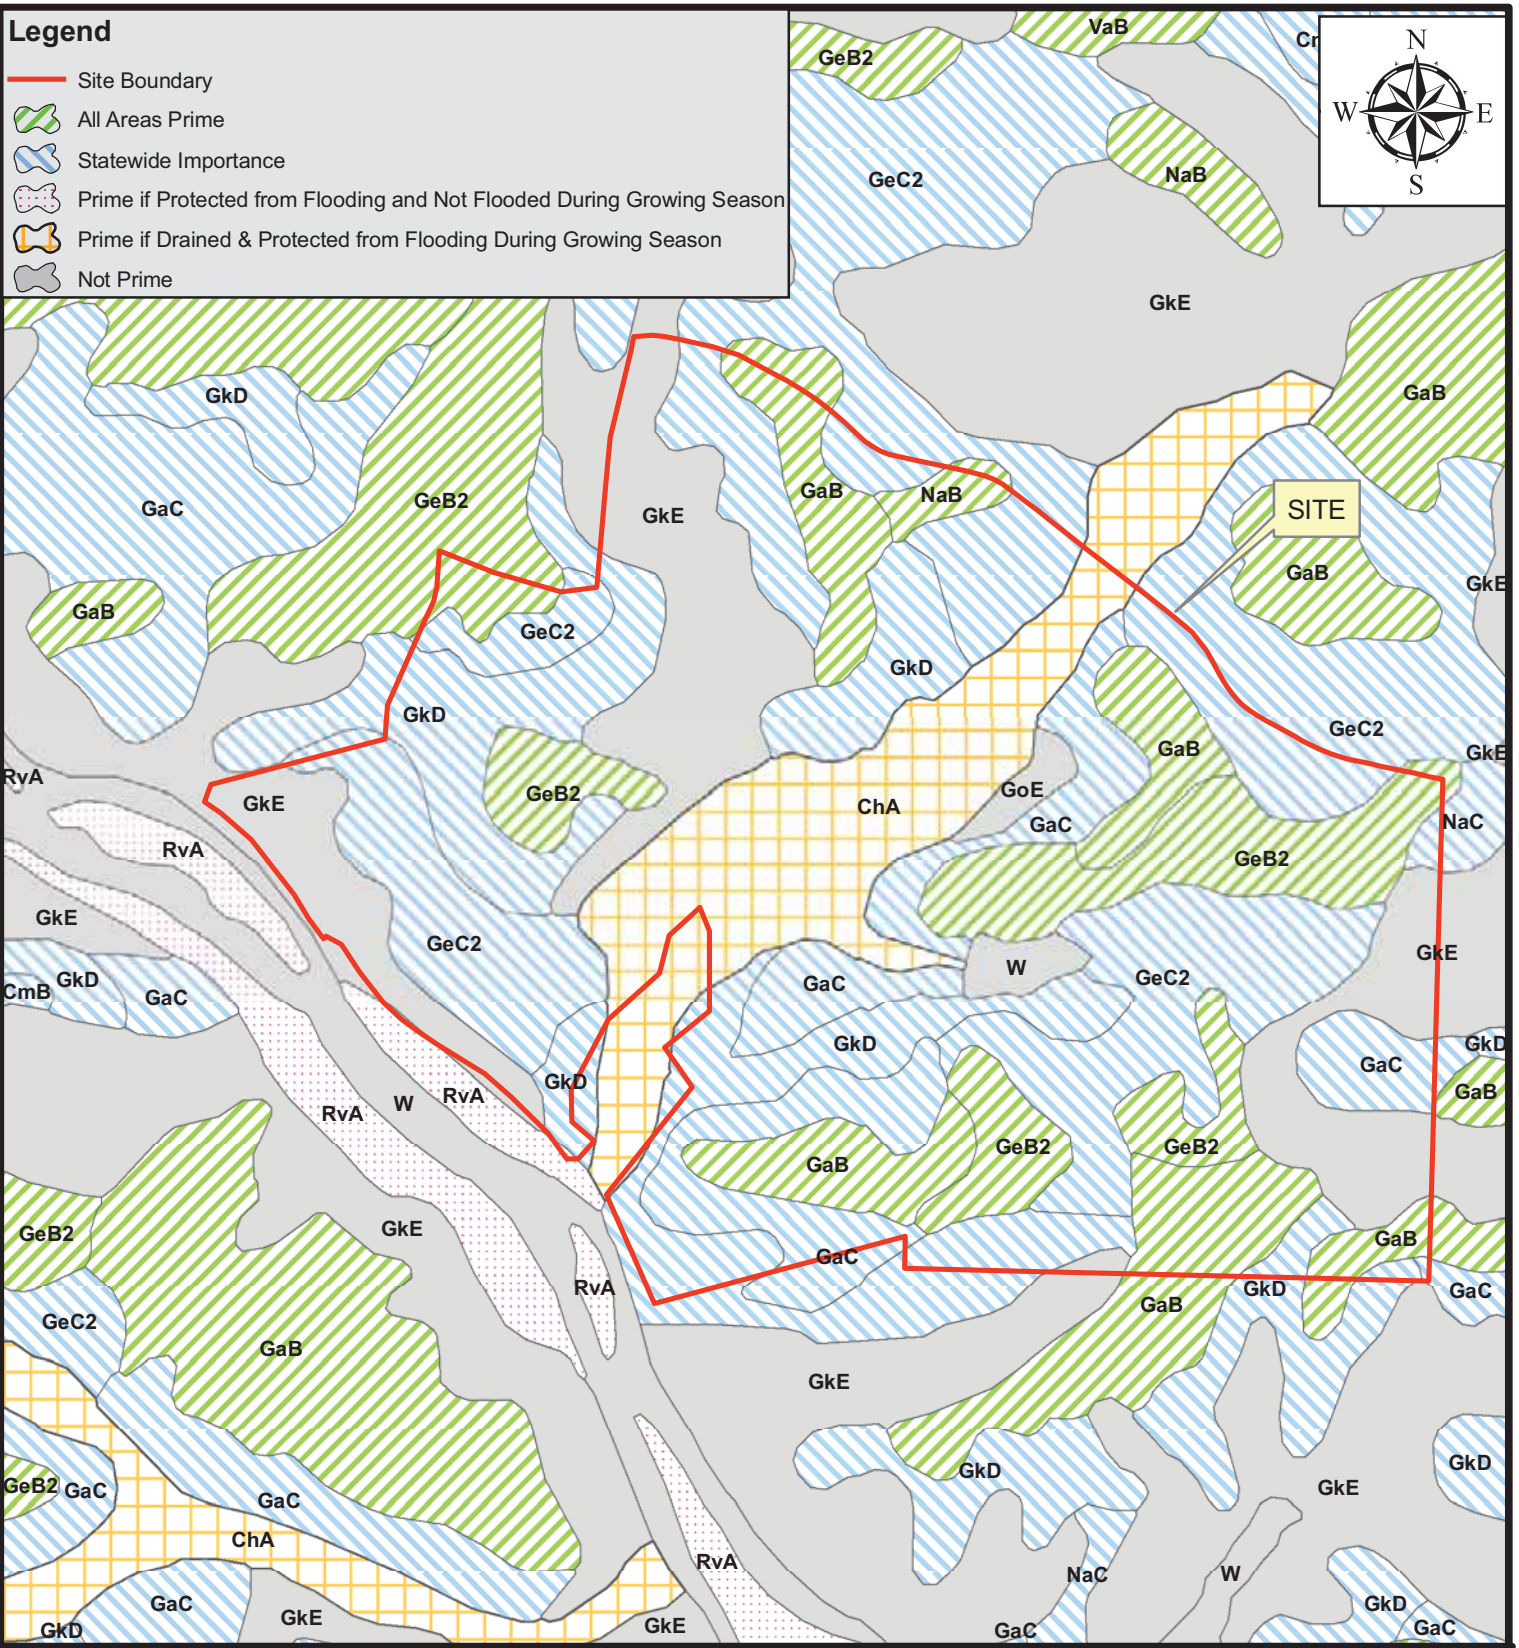 Legend
Site Boundary
All Areas Prime
Statewide Importance
Prime if Protected from Flooding and Not Flooded During Growing Season
Prime if Drained & Protected from Flooding During Growing Season
Not Prime
VaB
N
GeB2
W
E
NaB
GeC2
S
GkE
GkD
GaB
GaC
GeB2
GaB
NaB
SITE
GkE
GaB
GkE
GaB
GeC2
GkD
GkD
GeC2
GaB
GkE
RvA
GeB2
GoE
GkE
ChA
GaC
NaC
RvA
GeB2
GkE
GeC2
GkE
W
GkD
GaC
GeC2
CmB
GaC
GkD
GkD
GaC
GkD
GaB
RvA
W
RvA
GeB2
GeB2
GaB
GeB2
GkE
GaB
GaC
RvA
GkD
GaC
GeC2
GaB
GaB
GkE
GkD
GkD
GeB2
GaC
GaC
GkE
ChA
RvA
NaC
W
GaC
GkE
GkE
GkD
GkD
GaC
GaC